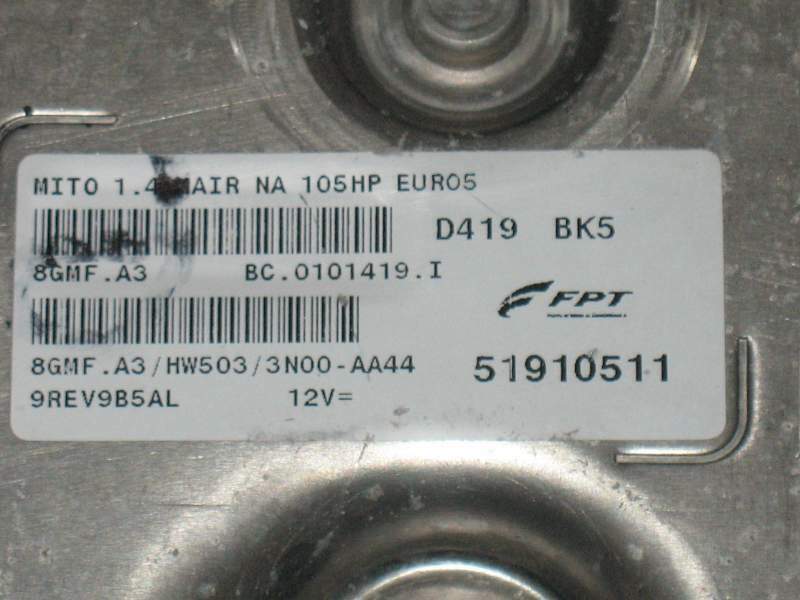 MITO 1.4 MAIR NA 105HP EURO5
D419 BK5
8GMF.A3 BC.0101419.I
FPT
8GMF.A3/HW503/3N00-AA44
51910511
9REV9B5AL 12V=